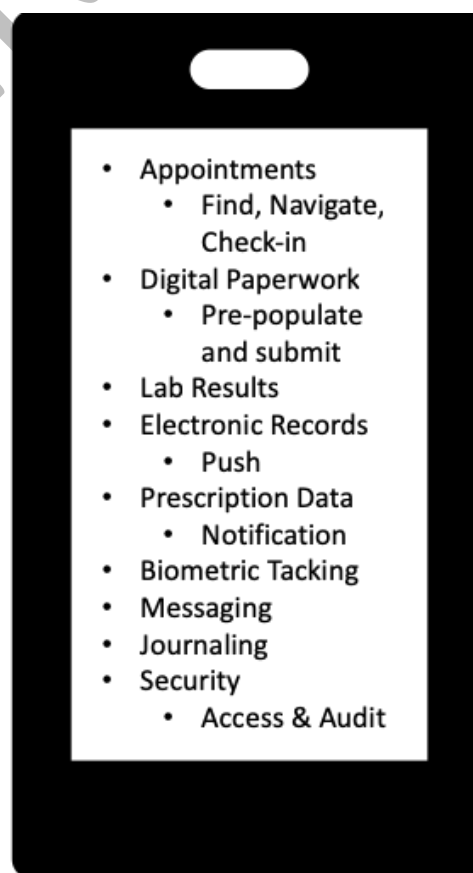 • Appointments
• Find, Navigate,
Check-in
• Digital Paperwork
• Pre-populate
and submit
• Lab Results
• Electronic Records
• Push
• Prescription Data
• Notification
• Biometric Tacking
• Messaging
• Journaling
• Security
• Access & Audit